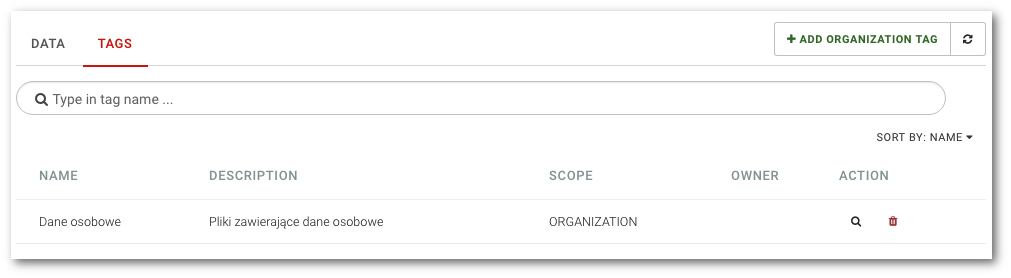 DATA TAGS + ADD ORGANIZATION TAG
Type in tag name ...
SORT BY: NAME
NAME DESCRIPTION SCOPE OWNER ACTION
Dane osobowe Pliki zawierające dane osobowe ORGANIZATION